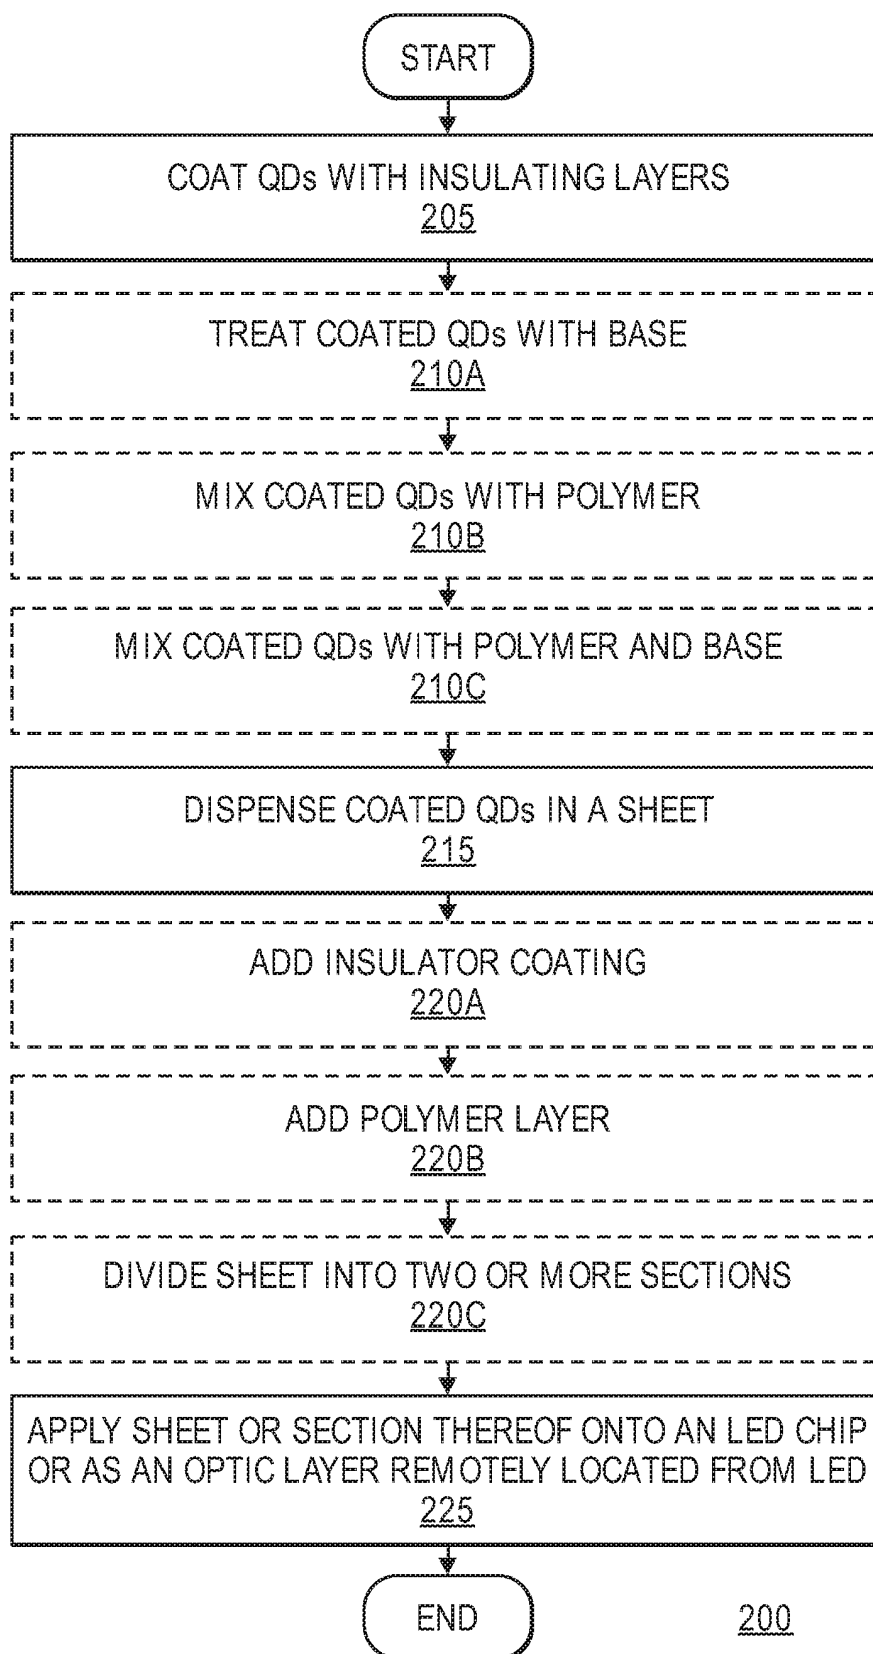 START
COAT QDs WITH INSULATING LAYERS
205
TREAT COATED QDs WITH BASE
210A
MIX COATED QDs WITH POLYMER
210B
MIX COATED QDs WITH POLYMER AND BASE
210C
DISPENSE COATED QDs IN A SHEET
215
ADD INSULATOR COATING
220A
ADD POLYMER LAYER
220B
DIVIDE SHEET INTO TWO OR MORE SECTIONS
220C
APPLY SHEET OR SECTION THEREOF ONTO AN LED CHIP
OR AS AN OPTIC LAYER REMOTELY LOCATED FROM LED
225
END
200